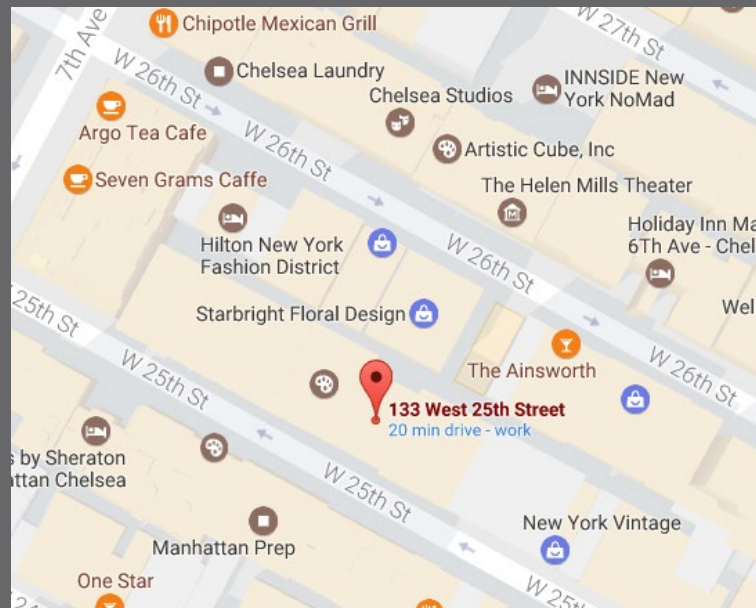 Chipotle Mexican Grill
7th Ave
W 27th St
W 26th St
Chelsea Laundry
INNSIDE New
York NoMad
Chelsea Studios
Argo Tea Cafe
W 26th St
Artistic Cube, Inc
Seven Grams Caffe
The Helen Mills Theater
Hilton New York
Fashion District
W 26th St
Holiday Inn Ma
6Th Ave - Chel
25th St
Starbright Floral Design
Wel
W 25th St
The Ainsworth
W 26th St
133 West 25th Street
20 min drive - work
s by Sheraton
attan Chelsea
W 25th St
Manhattan Prep
New York Vintage
One Star
W 25th